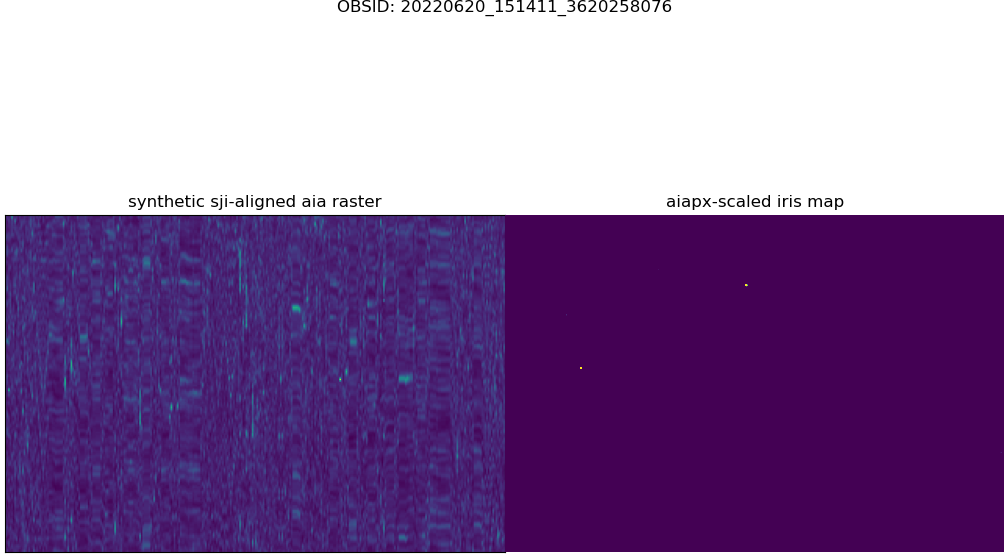 OBSID: 20220620_151411_3620258076
synthetic sji-aligned aia raster
aiapx-scaled iris map